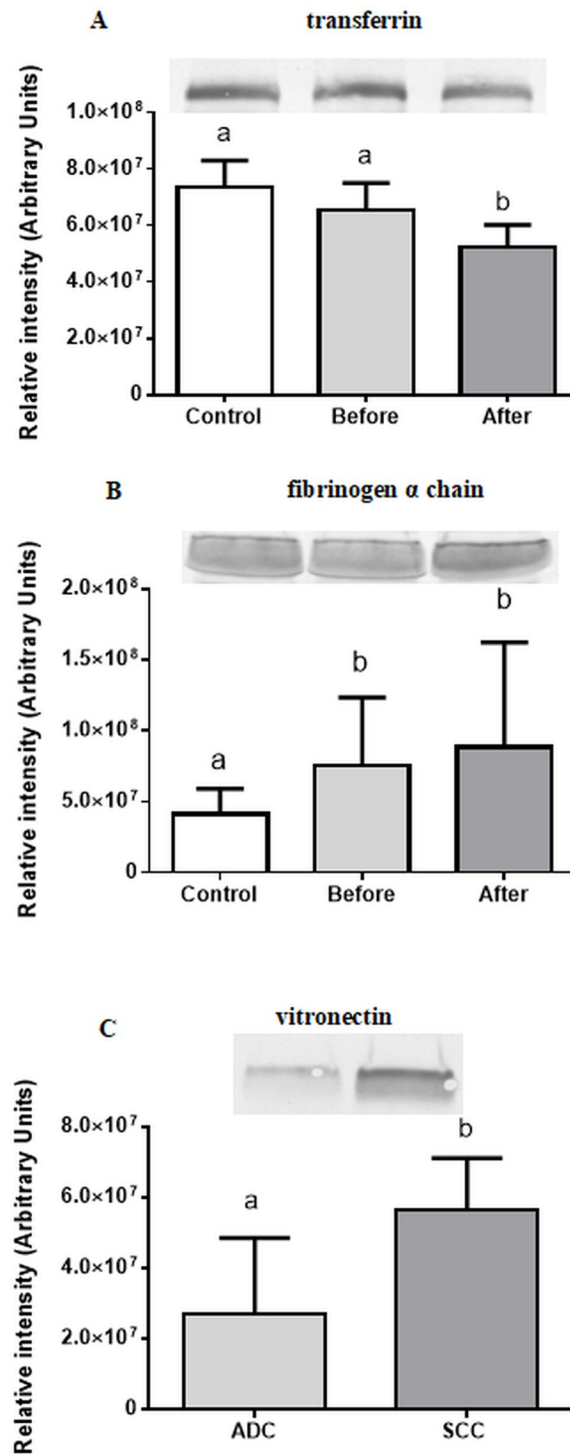 A transferrin
Relative intensity (Arbitrary Units)
1.0×10⁸
a a
8.0×10⁷
b
6.0×10⁷
4.0×10⁷
2.0×10⁷
0
Control Before After
B fibrinogen α chain
Relative intensity (Arbitrary Units)
2.0×10⁸
b
1.5×10⁸
b
1.0×10⁸
a
5.0×10⁷
0
Control Before After
C vitronectin
Relative intensity (Arbitrary Units)
8.0×10⁷
b
6.0×10⁷
a
4.0×10⁷
2.0×10⁷
0
ADC SCC